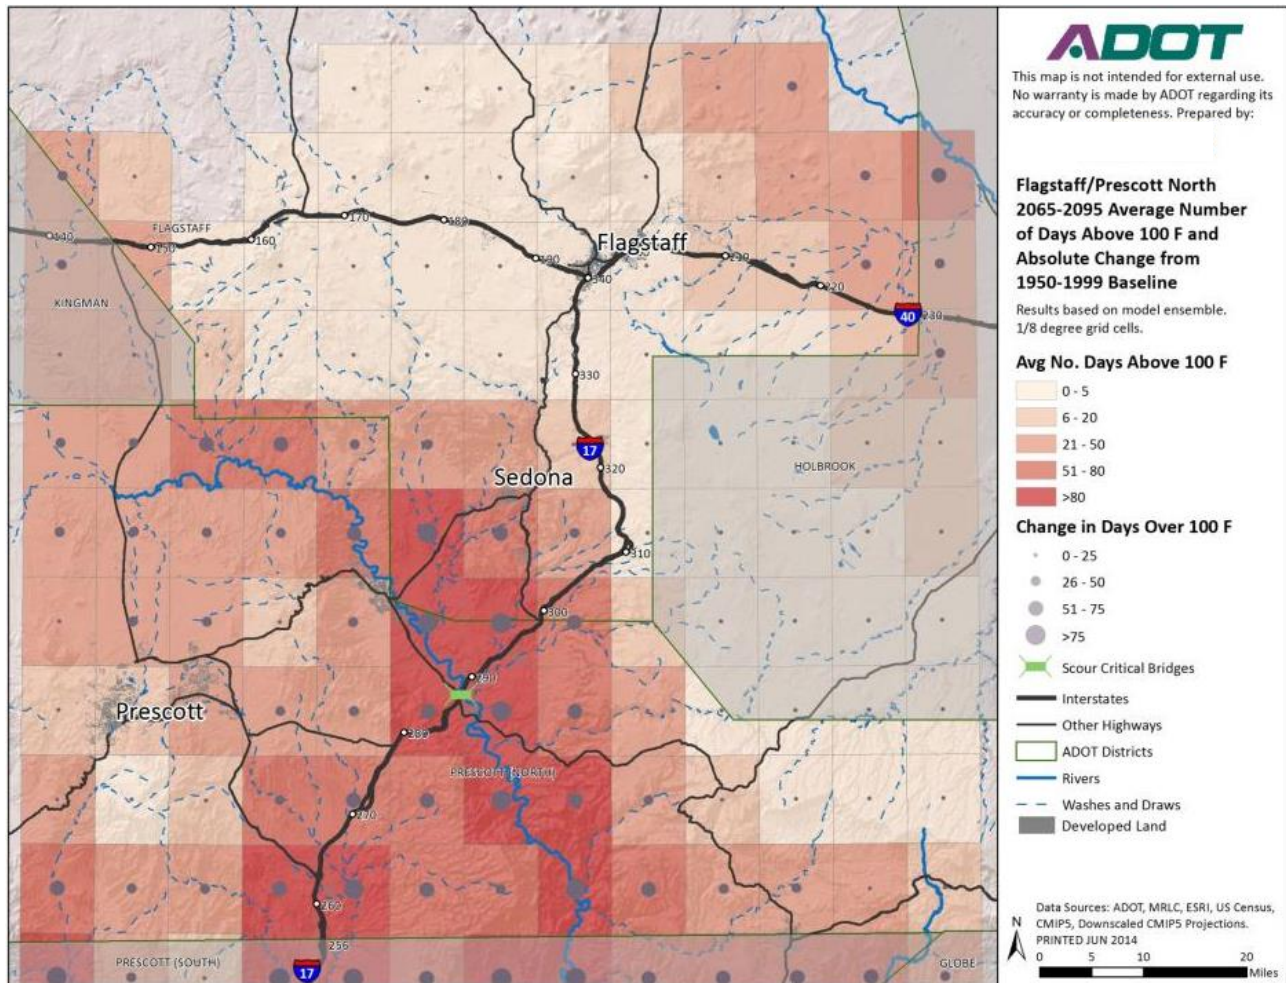 ADOT
This map is not intended for external use.
No warranty is made by ADOT regarding its
accuracy or completeness. Prepared by:
Flagstaff/Prescott North
2065-2095 Average Number
of Days Above 100 F and
Absolute Change from
1950-1999 Baseline
Results based on model ensemble.
1/8 degree grid cells.
Avg No. Days Above 100 F
0 - 5
6 - 20
21 - 50
51 - 80
>80
Change in Days Over 100 F
0 - 25
26 - 50
51 - 75
>75
Scour Critical Bridges
Interstates
Other Highways
ADOT Districts
Rivers
Washes and Draws
Developed Land
Data Sources: ADOT, MRLC, ESRI, US Census,
CMIP5, Downscaled CMIP5 Projections.
PRINTED JUN 2014
N
0 5 10 20
Miles
170
180
FLAGSTAFF
140
150
160
Flagstaff
190
340
220
KINGMAN
40
230
330
17
320
HOLBROOK
Sedona
310
300
290
Prescott
280
PRESCOTT (NORTH)
270
262
256
PRESCOTT (SOUTH)
17
GLOBE